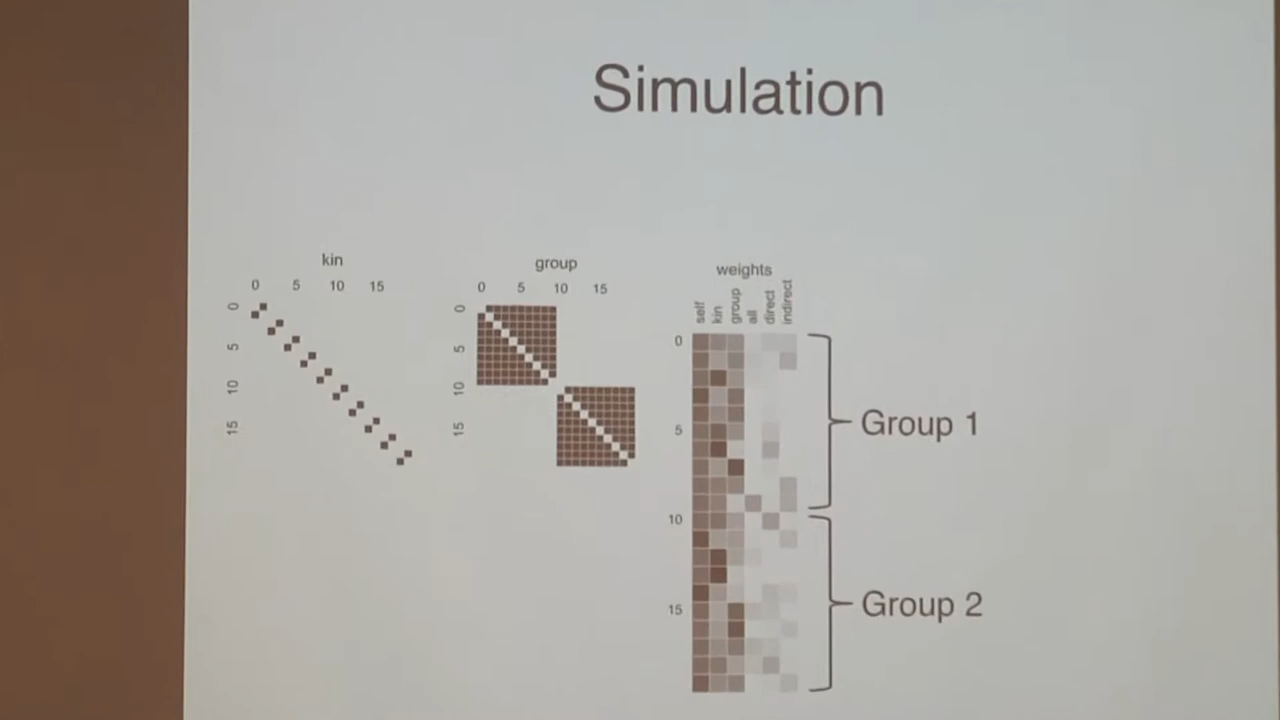 Simulation
kin
0 5 10 15
0
5
10
15
group
0 5 10 15
0
5
10
15
weights
self
kin
group
all
direct
indirect
0
5
10
15
Group 1
Group 2